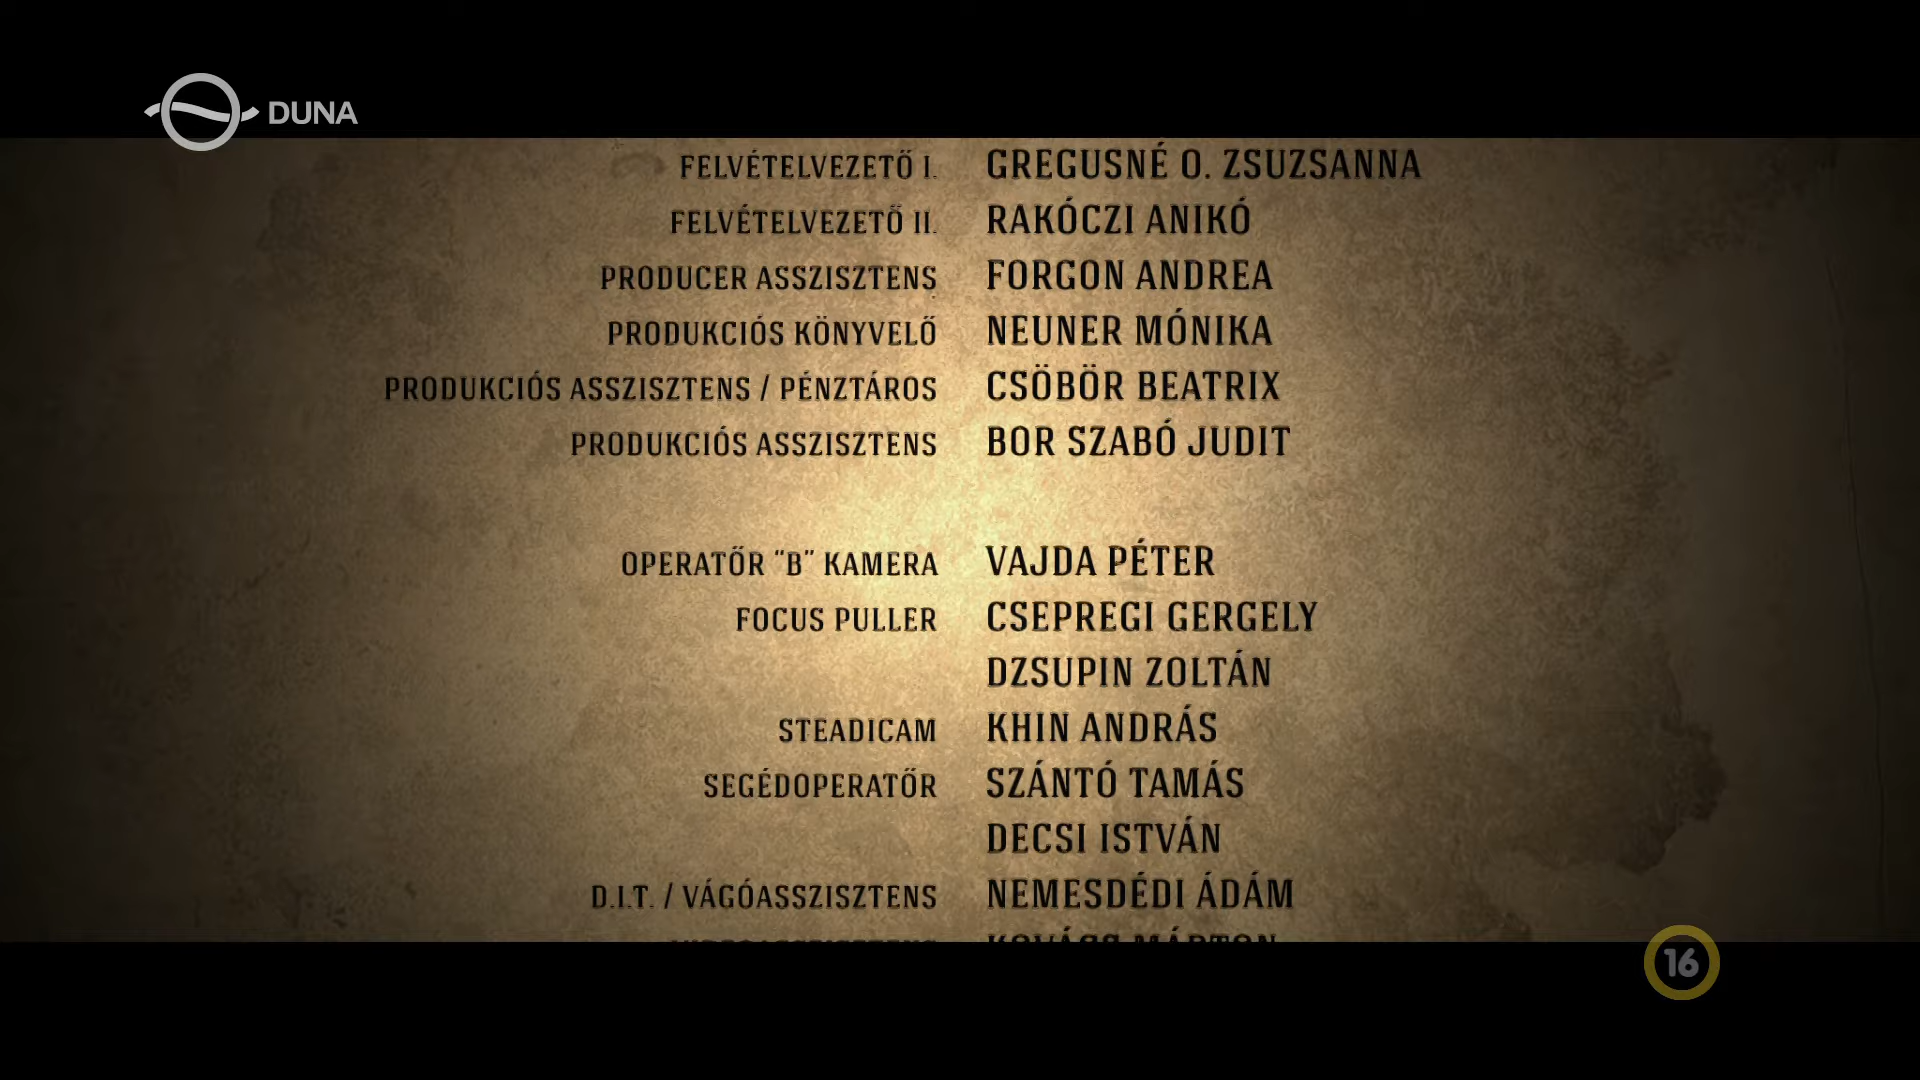 DUNA
FELVÉTELVEZETŐ I. GREGUSNÉ O. ZSUZSANNA
FELVÉTELVEZETŐ II. RAKÓCZI ANIKÓ
PRODUCER ASSZISZTENS FORGON ANDREA
PRODUKCIÓS KÖNYVELŐ NEUNER MÓNIKA
PRODUKCIÓS ASSZISZTENS / PÉNZTÁROS CSÖBÖR BEATRIX
PRODUKCIÓS ASSZISZTENS BOR SZABÓ JUDIT
OPERATŐR "B" KAMERA VAJDA PÉTER
FOCUS PULLER CSEPREGI GERGELY
DZSUPIN ZOLTÁN
STEADICAM KHIN ANDRÁS
SEGÉDOPERATŐR SZÁNTÓ TAMÁS
DECSI ISTVÁN
D.I.T. / VÁGÓASSZISZTENS NEMESDÉDI ÁDÁM
KOVÁCS MÁRTON
16